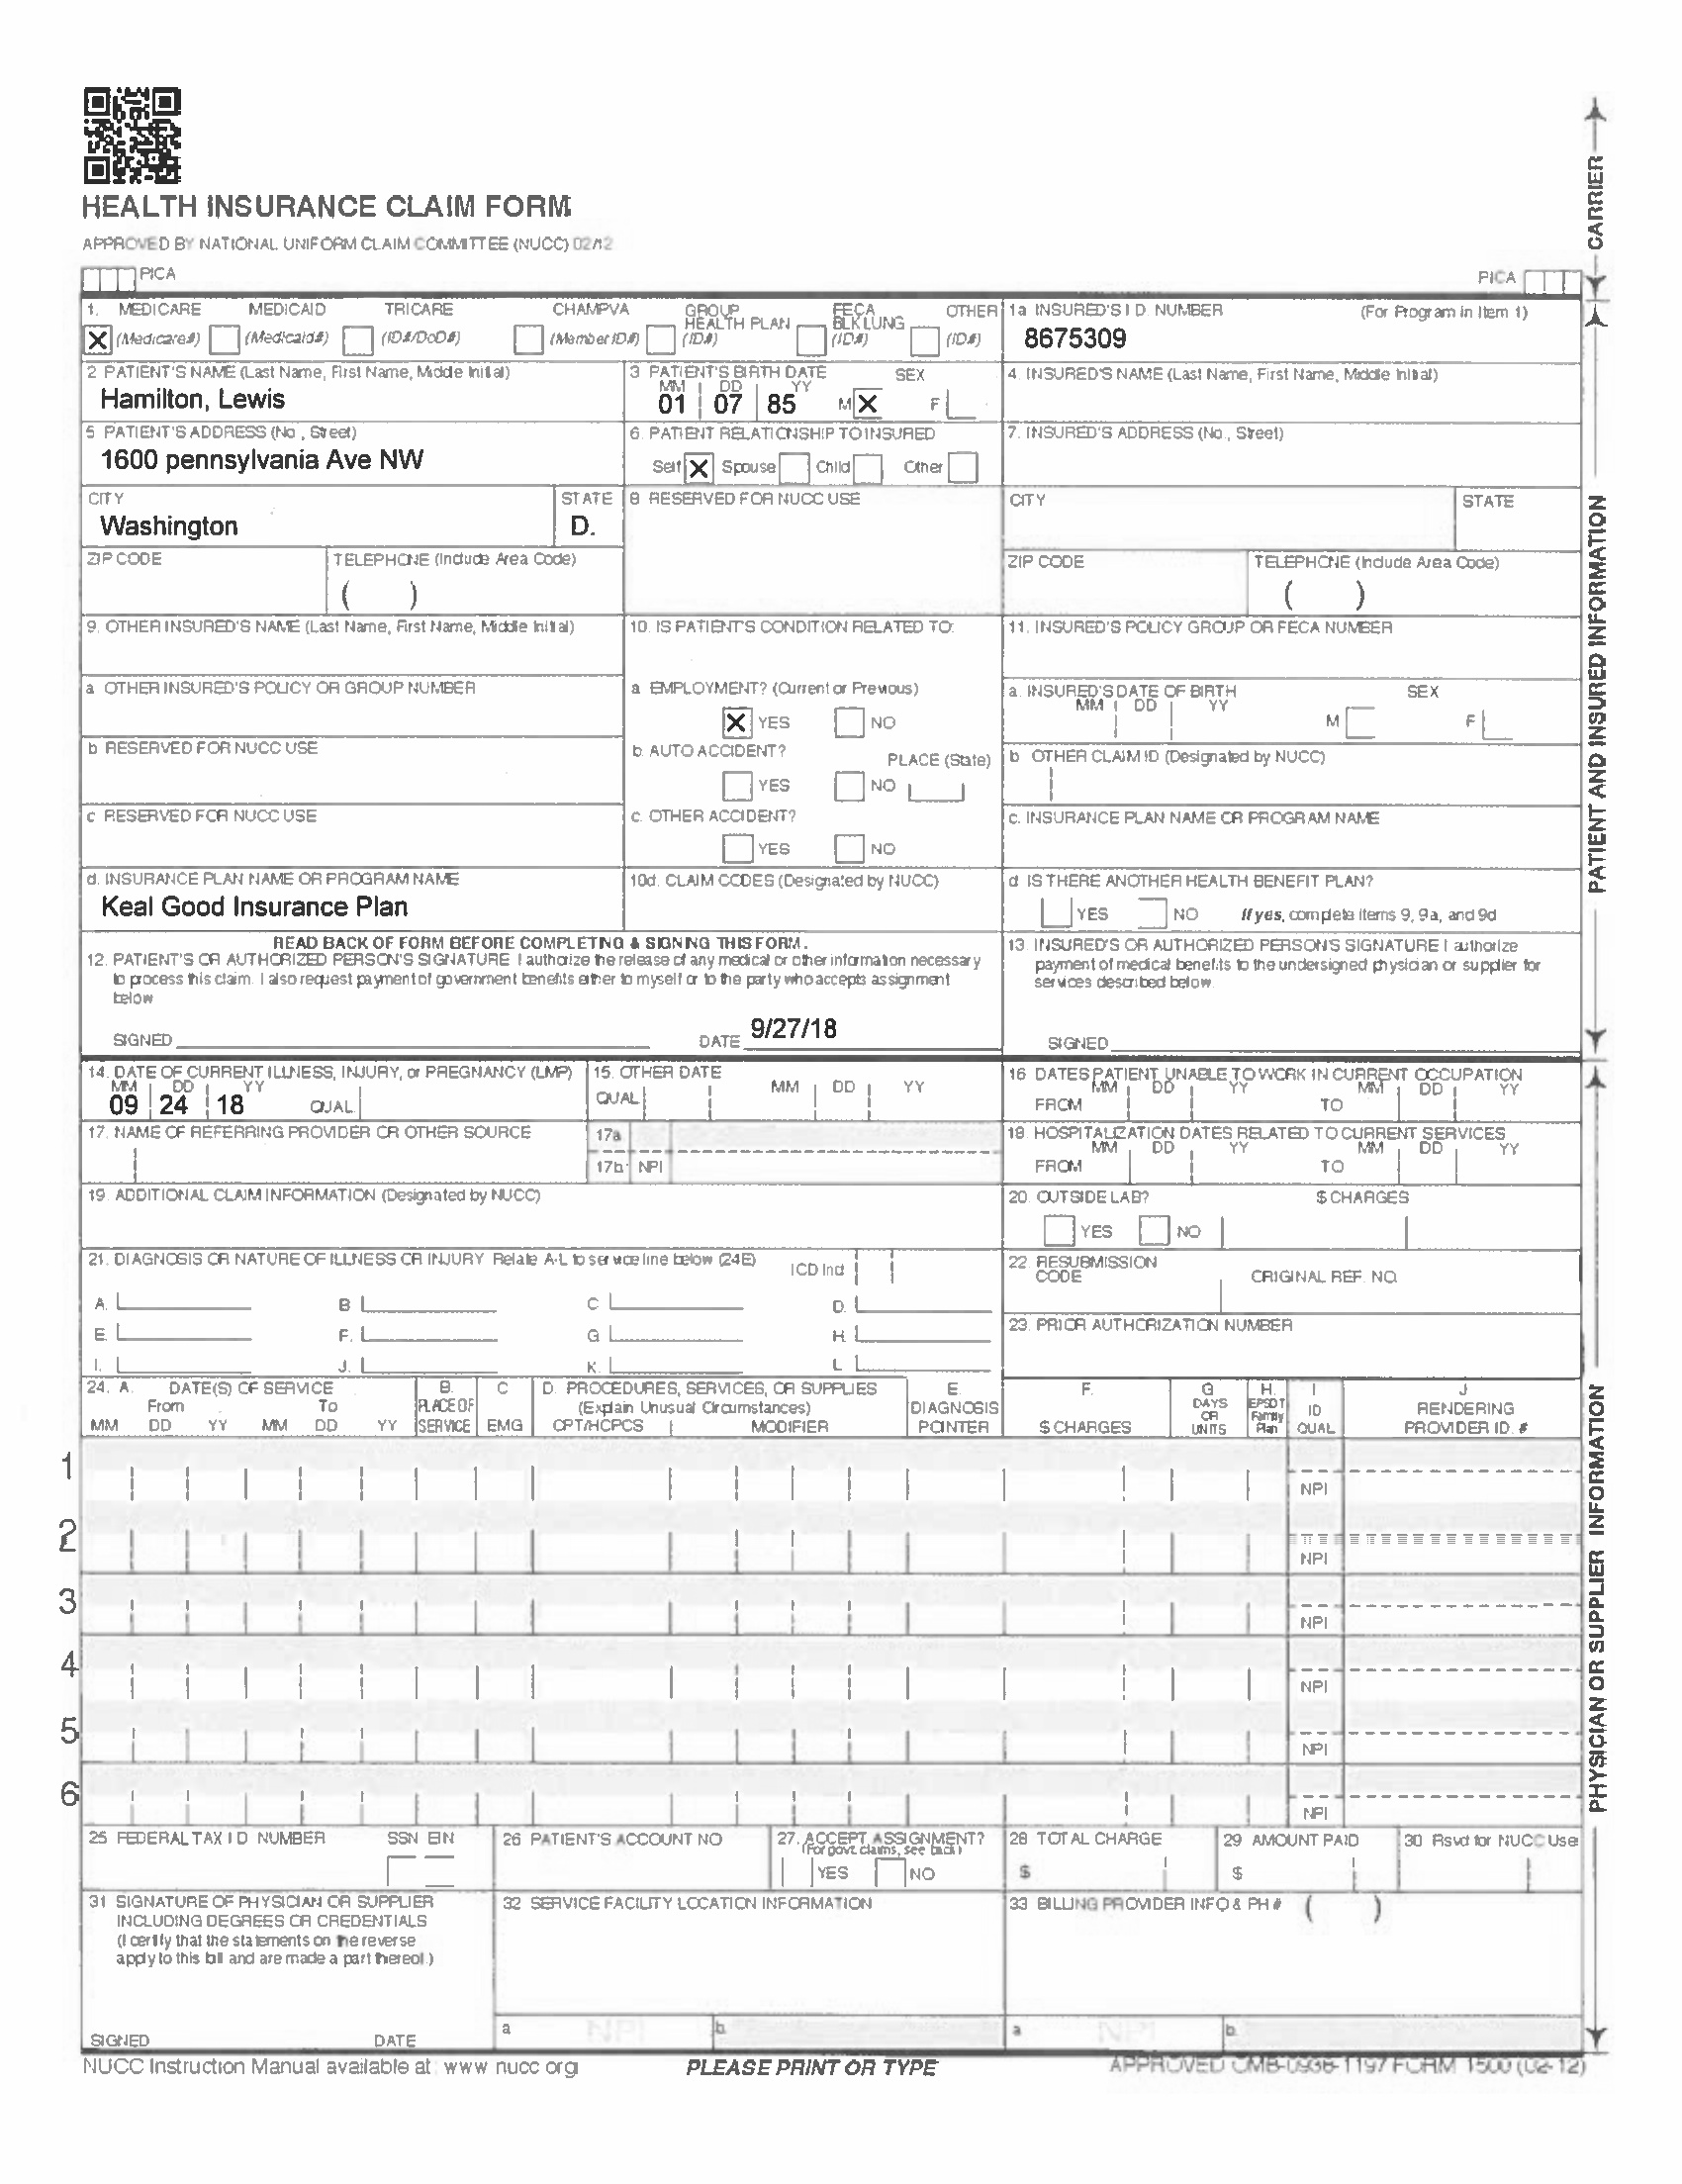 HEALTH INSURANCE CLAIM FORM
APPROVED BY NATIONAL UNIFORM CLAIM COMMITTEE (NUCC) 02/12
PICA
PICA
CARRIER
1. MEDICARE MEDICAID TRICARE CHAMPVA GROUP HEALTH PLAN FECA BLK LUNG OTHER
X (Medicare#) (Medicaid#) (ID#/DoD#) (Member ID#) (ID#) (ID#) (ID#)
1a INSURED'S I D NUMBER (For Program in Item 1)
8675309
2 PATIENT'S NAME (Last Name, First Name, Middle Initial)
Hamilton, Lewis
3 PATIENT'S BIRTH DATE SEX
MM DD YY
01 07 85 M X F
4. INSURED'S NAME (Last Name, First Name, Middle Initial)
5 PATIENT'S ADDRESS (No , Street)
1600 pennsylvania Ave NW
6. PATIENT RELATIONSHIP TO INSURED
Self X Spouse Child Other
7. INSURED'S ADDRESS (No., Street)
CITY STATE
Washington D.
8 RESERVED FOR NUCC USE
CITY STATE
ZIP CODE TELEPHONE (Include Area Code)
( )
ZIP CODE TELEPHONE (Include Area Code)
( )
9. OTHER INSURED'S NAME (Last Name, First Name, Middle Initial)
10. IS PATIENT'S CONDITION RELATED TO:
11. INSURED'S POLICY GROUP OR FECA NUMBER
a OTHER INSURED'S POLICY OR GROUP NUMBER
a EMPLOYMENT? (Current or Previous)
X YES NO
a. INSURED'S DATE OF BIRTH SEX
MM DD YY
M F
b RESERVED FOR NUCC USE
b. AUTO ACCIDENT? PLACE (State)
YES NO
b OTHER CLAIM ID (Designated by NUCC)
c RESERVED FOR NUCC USE
c. OTHER ACCIDENT?
YES NO
c. INSURANCE PLAN NAME OR PROGRAM NAME
d. INSURANCE PLAN NAME OR PROGRAM NAME
Keal Good Insurance Plan
10d. CLAIM CODES (Designated by NUCC)
d IS THERE ANOTHER HEALTH BENEFIT PLAN?
YES NO If yes, complete items 9, 9a, and 9d
READ BACK OF FORM BEFORE COMPLETING & SIGNING THIS FORM.
12. PATIENT'S OR AUTHORIZED PERSON'S SIGNATURE I authorize the release of any medical or other information necessary
to process this claim. I also request payment of government benefits either to myself or to the party who accepts assignment
below
SIGNED DATE 9/27/18
13. INSURED'S OR AUTHORIZED PERSON'S SIGNATURE I authorize
payment of medical benefits to the undersigned physician or supplier for
services described below.
SIGNED
PATIENT AND INSURED INFORMATION
14. DATE OF CURRENT ILLNESS, INJURY, or PREGNANCY (LMP)
MM DD YY
09 24 18 QUAL
15. OTHER DATE
QUAL MM DD YY
16 DATES PATIENT UNABLE TO WORK IN CURRENT OCCUPATION
MM DD YY MM DD YY
FROM TO
17. NAME OF REFERRING PROVIDER OR OTHER SOURCE
17a
17b NPI
18. HOSPITALIZATION DATES RELATED TO CURRENT SERVICES
MM DD YY MM DD YY
FROM TO
19. ADDITIONAL CLAIM INFORMATION (Designated by NUCC)
20. OUTSIDE LAB? $ CHARGES
YES NO
21. DIAGNOSIS OR NATURE OF ILLNESS OR INJURY Relate A-L to service line below (24E) ICD Ind
A. B C D.
E. F. G H.
I. J. K. L
22. RESUBMISSION
CODE ORIGINAL REF. NO.
23. PRIOR AUTHORIZATION NUMBER
24. A. DATE(S) OF SERVICE
From To
MM DD YY MM DD YY
B. PLACE OF SERVICE
C EMG
D. PROCEDURES, SERVICES, OR SUPPLIES
(Explain Unusual Circumstances)
CPT/HCPCS MODIFIER
E. DIAGNOSIS POINTER
F. $ CHARGES
G DAYS OR UNITS
H. EPSDT Family Plan
I ID QUAL
J RENDERING PROVIDER ID. #
1 NPI
2 NPI
3 NPI
4 NPI
5 NPI
6 NPI
PHYSICIAN OR SUPPLIER INFORMATION
25 FEDERAL TAX I D NUMBER SSN EIN
26 PATIENT'S ACCOUNT NO
27. ACCEPT ASSIGNMENT?
(For govt. claims, see back)
YES NO
28 TOTAL CHARGE
$
29 AMOUNT PAID
$
30 Rsvd for NUCC Use
31 SIGNATURE OF PHYSICIAN OR SUPPLIER
INCLUDING DEGREES OR CREDENTIALS
(I certify that the statements on the reverse
apply to this bill and are made a part thereof.)
SIGNED DATE
32 SERVICE FACILITY LOCATION INFORMATION
a NPI b
33 BILLING PROVIDER INFO & PH # ( )
a NPI b
NUCC Instruction Manual available at: www nucc org
PLEASE PRINT OR TYPE
APPROVED OMB-0938-1197 FORM 1500 (02-12)